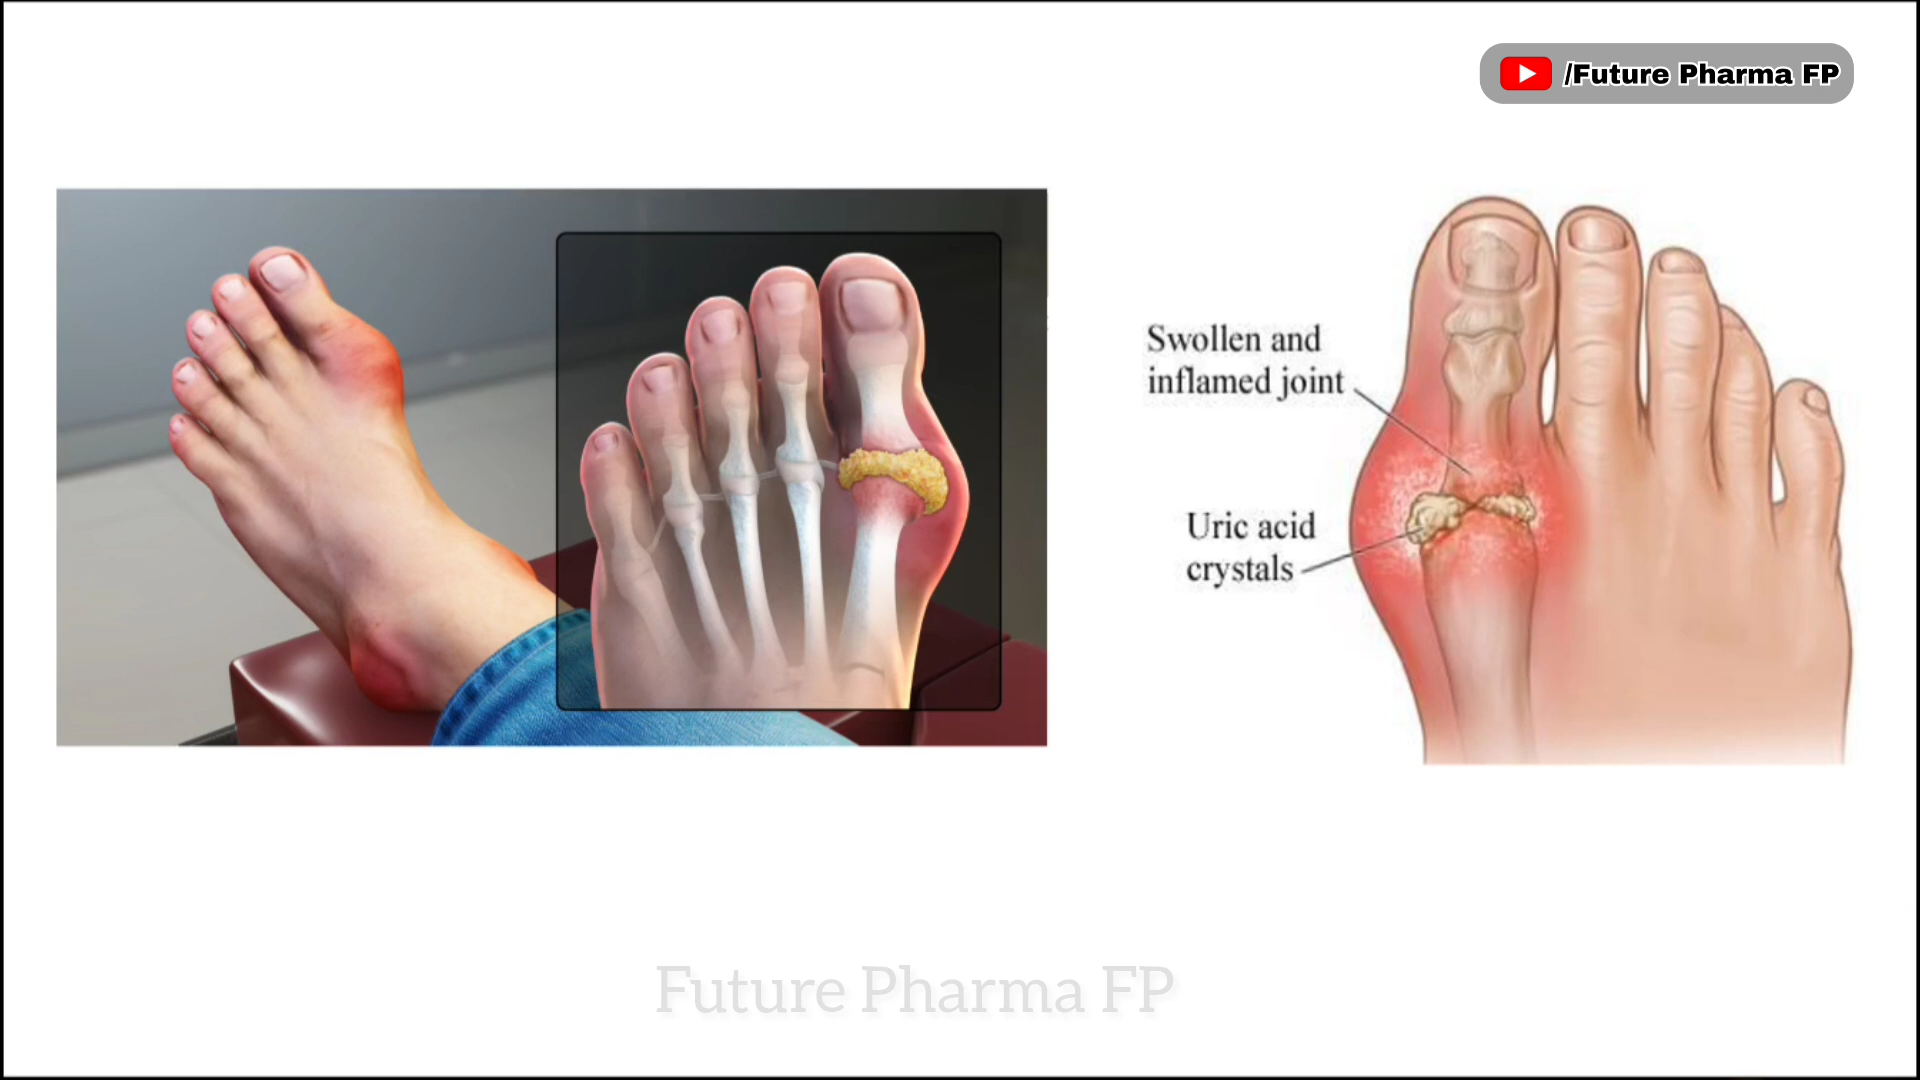 /Future Pharma FP
Swollen and
inflamed joint
Uric acid
crystals
Future Pharma FP